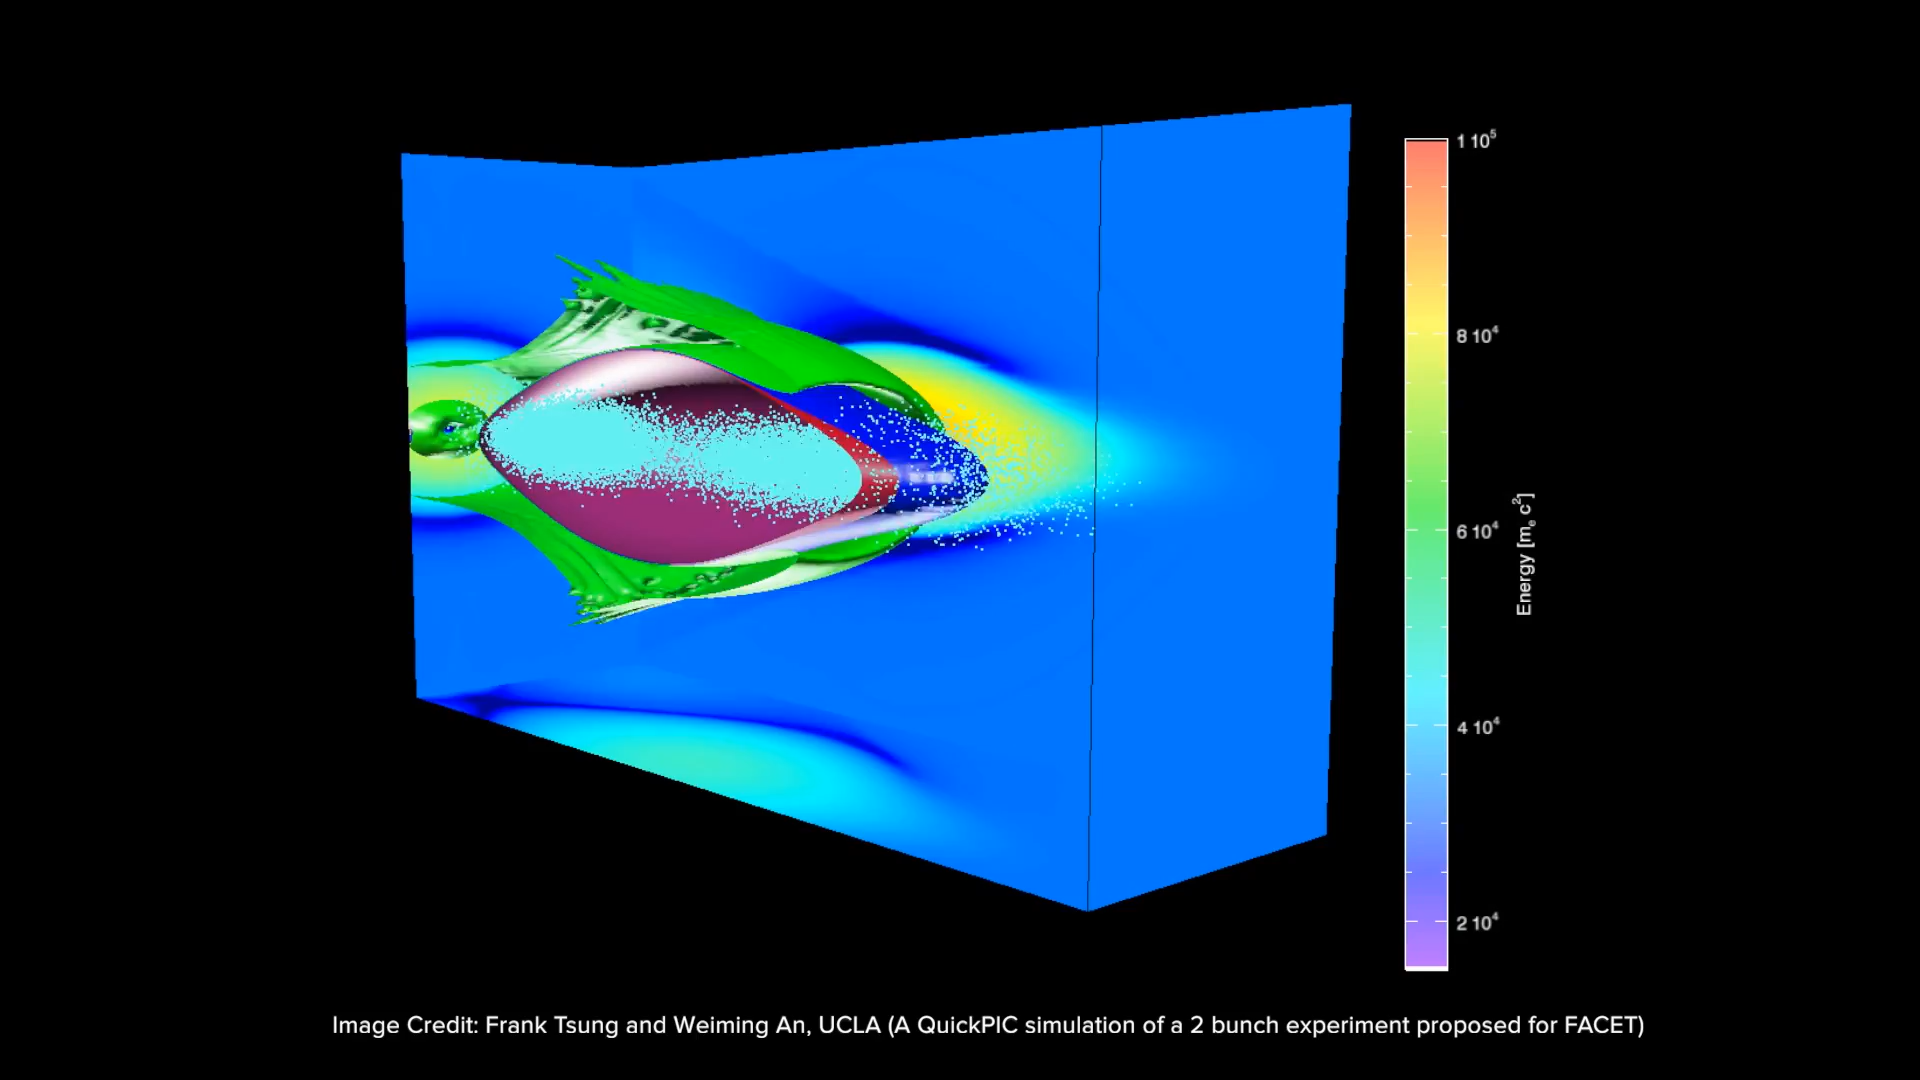 1 10⁵
8 10⁴
6 10⁴
4 10⁴
2 10⁴
Energy [mₑ c²]
Image Credit: Frank Tsung and Weiming An, UCLA (A QuickPIC simulation of a 2 bunch experiment proposed for FACET)